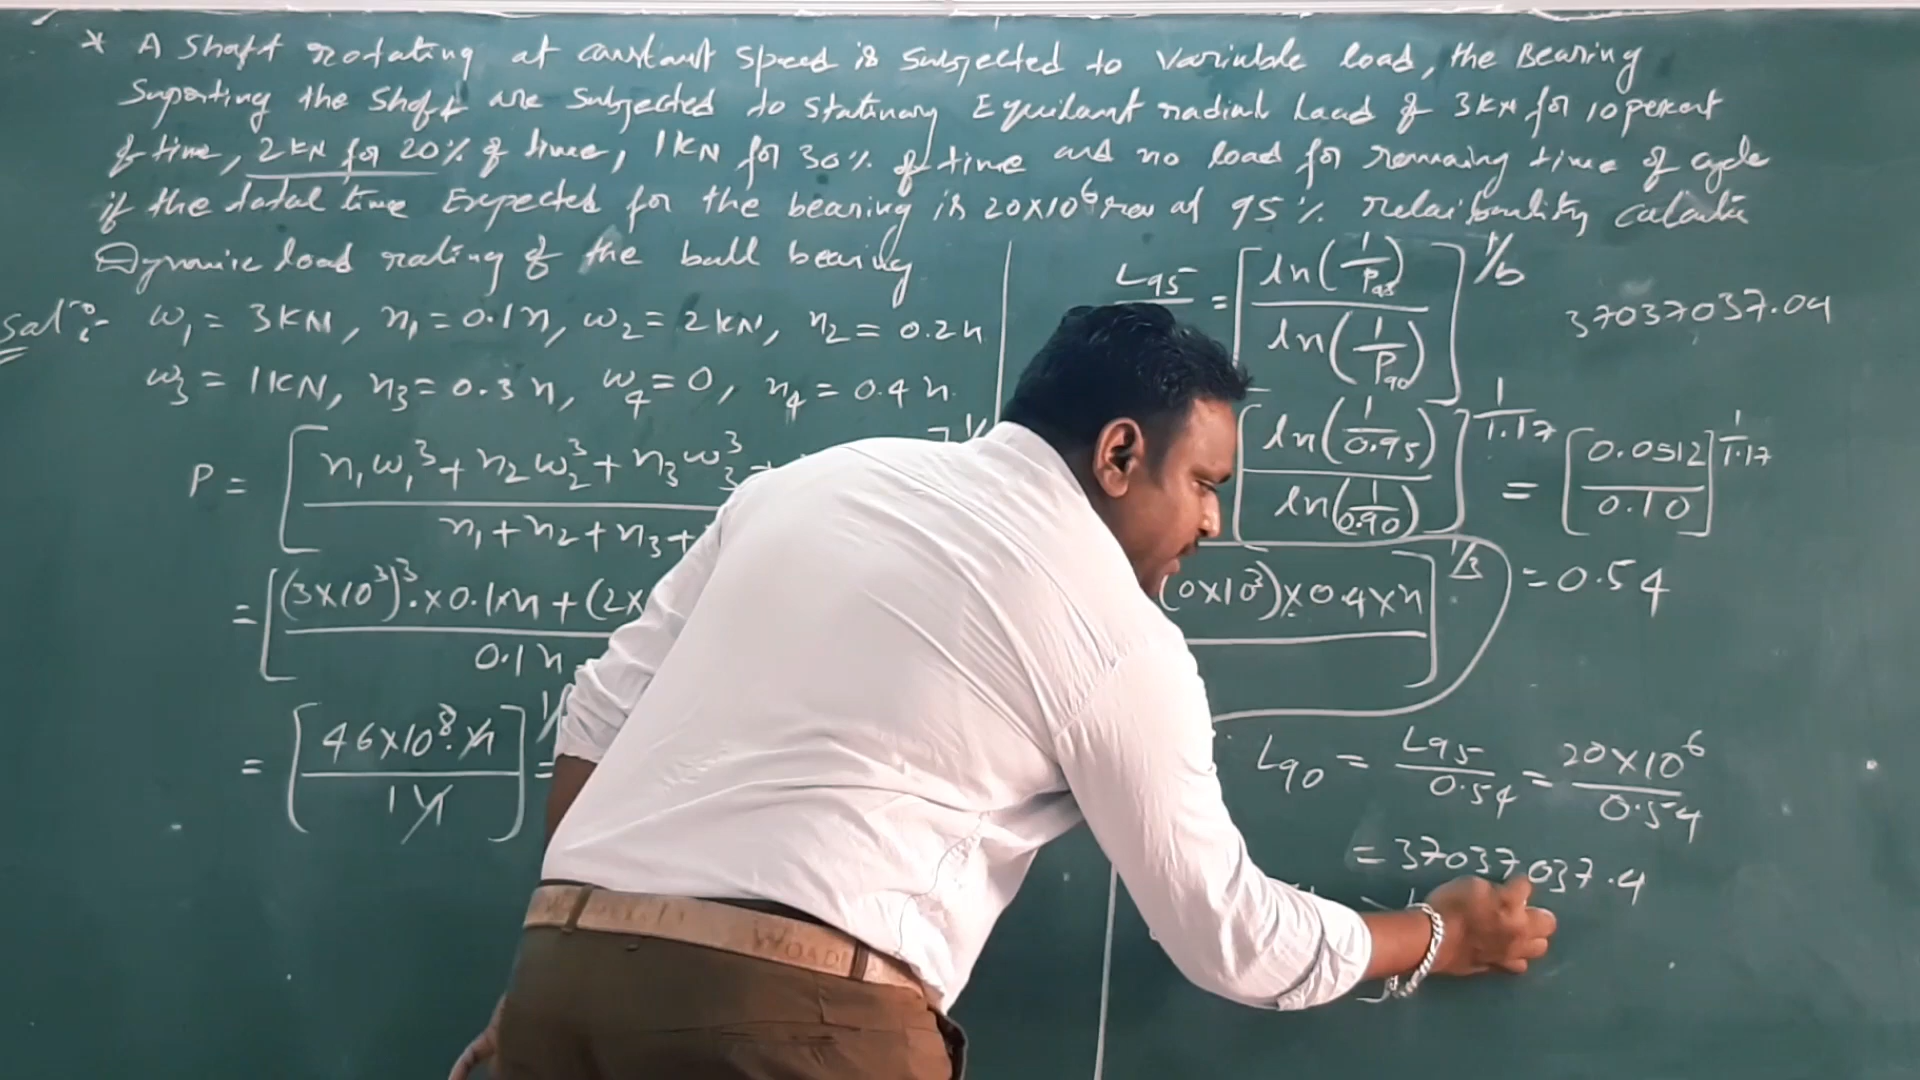 * A Shaft rotating at constant speed is subjected to variable load, the Bearing
Suporting the Shaft are Subjected to stationary Equilant radial Load of 3KN for 10 percent
of time, 2KN for 20% of time, 1KN for 30% of time and no load for remaing time of cycle
if the total time Expected for the bearing is 20×10⁶ rev at 95%
Dynamic load rating of the ball bearing
Solⁿ:- W₁ = 3KN, n₁=0.1n, W₂ = 2KN, n₂ = 0.2n
W₃ = 1KN, n₃=0.3n, W₄=0, n₄ = 0.4n.
P = [n₁W₁³+n₂W₂³+n₃W₃³+
n₁+n₂+n₃+
=[(3×10³)³.×0.1×n+(2×
0.1n
= [46×10⁸.n
1n]
=
L95 = [ln(1/P95)
ln(1/P90)]^1/b
37037037.04
[ln(1/0.95)
ln(1/0.90)]^1/1.17 = [0.0512/0.10]^1/1.17
(0×10³)×0.4×n]^1/3 = 0.54
L90 = L95/0.54 = 20×10⁶/0.54
= 37037037.4
WOOD